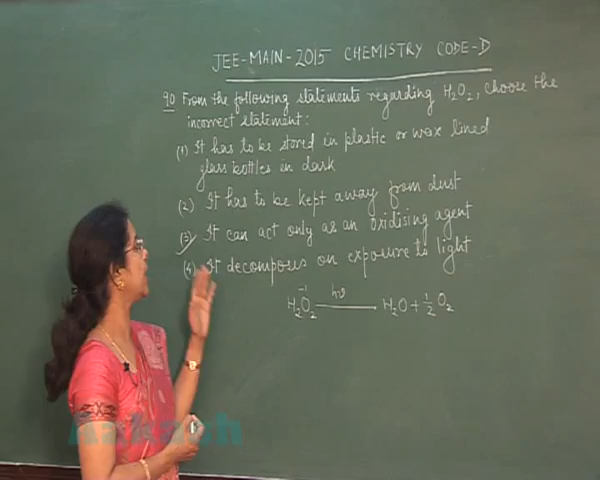 JEE-MAIN-2015 CHEMISTRY CODE-D
90 From the following statements regarding H₂O₂, choose the
incorrect statement:
(1) It has to be stored in plastic or wax lined
glass bottles in dark
(2) It has to be kept away from dust
(3) It can act only as an oxidising agent
(4) It decomposes on exposure to light
-1 hν
H₂O₂ → H₂O + 1/2 O₂
Aakash